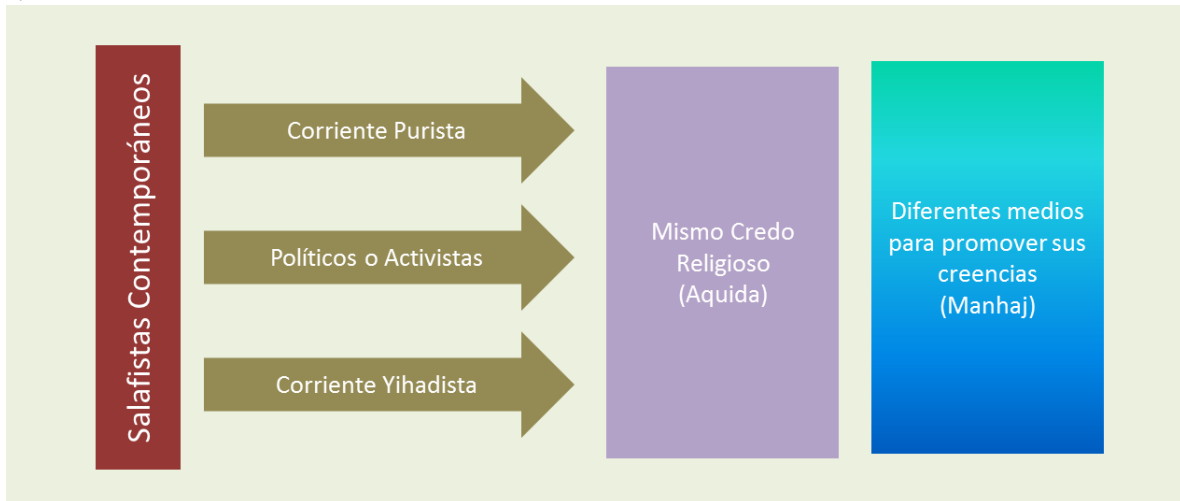 Salafistas Contemporáneos
Corriente Purista
Políticos o Activistas
Corriente Yihadista
Mismo Credo
Religioso
(Aquida)
Diferentes medios
para promover sus
creencias
(Manhaj)